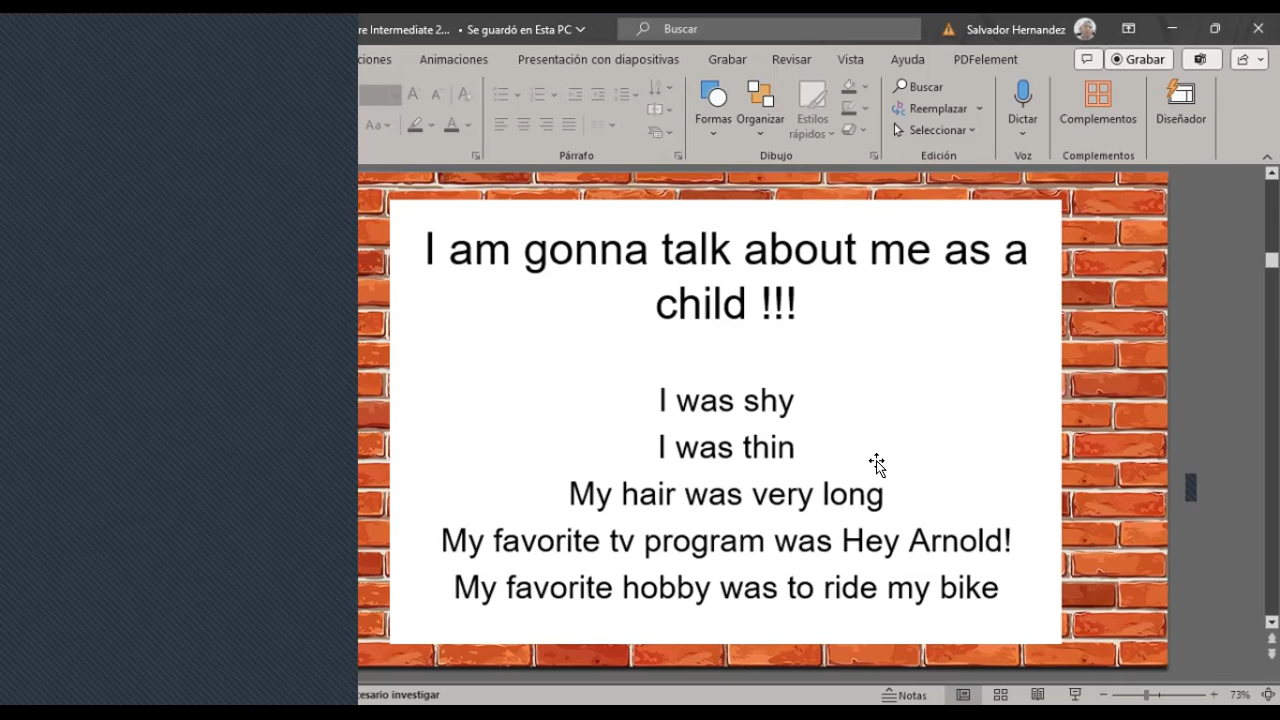 re Intermediate 2... • Se guardó en Esta PC
Buscar
Salvador Hernandez
ciones Animaciones Presentación con diapositivas Grabar Revisar Vista Ayuda PDFelement
Grabar
Aa
Formas Organizar Estilos rápidos
Buscar
Reemplazar
Seleccionar
Dictar
Complementos
Diseñador
Párrafo Dibujo Edición Voz Complementos
I am gonna talk about me as a
child !!!
I was shy
I was thin
My hair was very long
My favorite tv program was Hey Arnold!
My favorite hobby was to ride my bike
esario investigar
Notas
73%